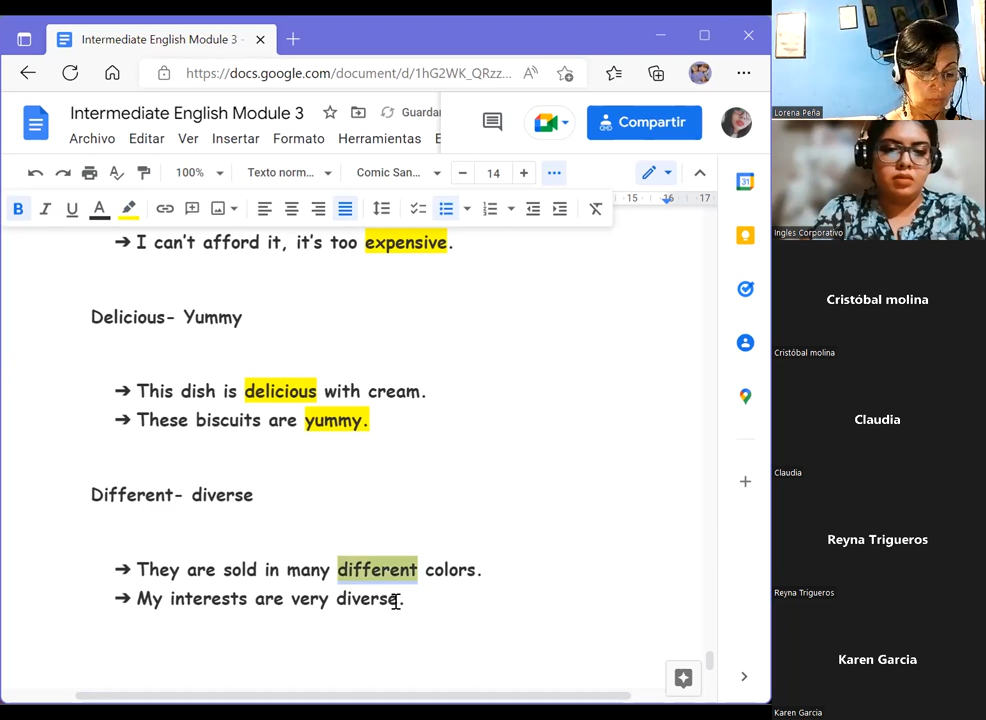 Intermediate English Module 3 -
https://docs.google.com/document/d/1hG2WK_QRzz...
Intermediate English Module 3
Guardar
Archivo Editar Ver Insertar Formato Herramientas E
Compartir
100% Texto norm... Comic San... 14
15 16 17
➔ I can't afford it, it's too expensive.
Delicious- Yummy
➔ This dish is delicious with cream.
➔ These biscuits are yummy.
Different- diverse
➔ They are sold in many different colors.
➔ My interests are very diverse.
Lorena Peña
Ingles Corporativo
Cristóbal molina
Cristóbal molina
Claudia
Claudia
Reyna Trigueros
Reyna Trigueros
Karen Garcia
Karen Garcia